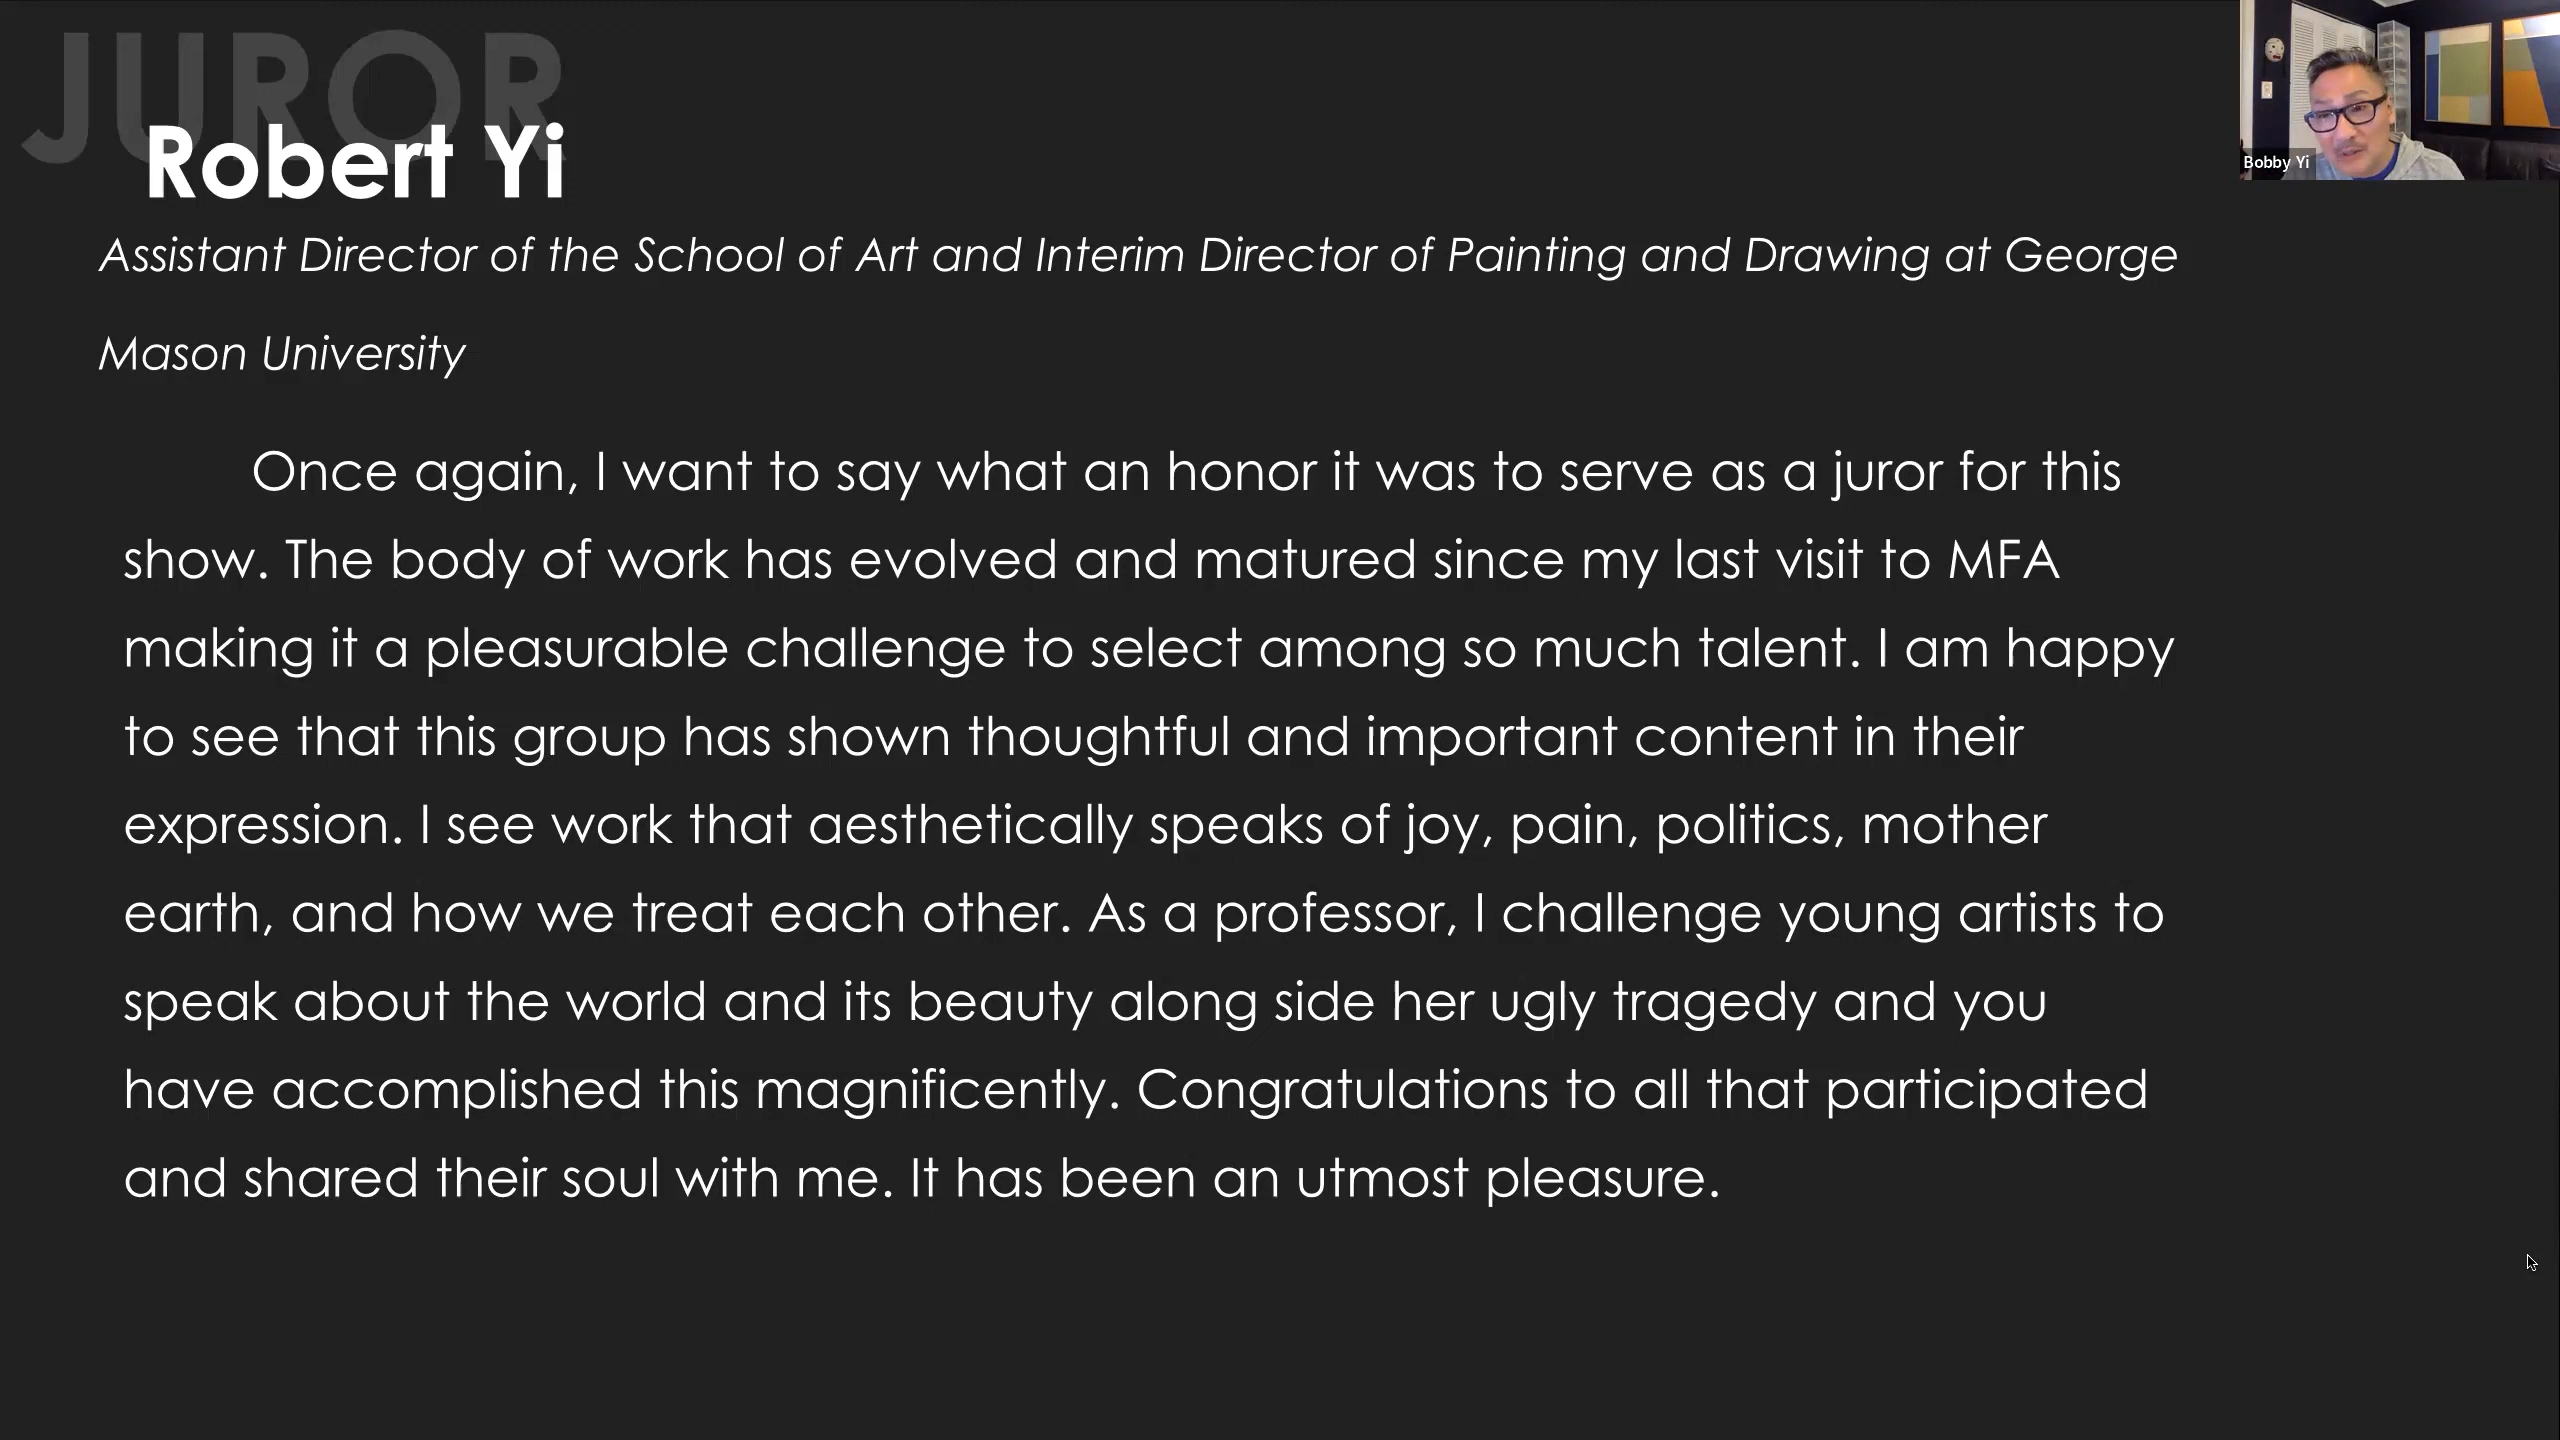 JUROR
Robert Yi
Bobby Yi
Assistant Director of the School of Art and Interim Director of Painting and Drawing at George
Mason University
Once again, I want to say what an honor it was to serve as a juror for this
show. The body of work has evolved and matured since my last visit to MFA
making it a pleasurable challenge to select among so much talent. I am happy
to see that this group has shown thoughtful and important content in their
expression. I see work that aesthetically speaks of joy, pain, politics, mother
earth, and how we treat each other. As a professor, I challenge young artists to
speak about the world and its beauty along side her ugly tragedy and you
have accomplished this magnificently. Congratulations to all that participated
and shared their soul with me. It has been an utmost pleasure.